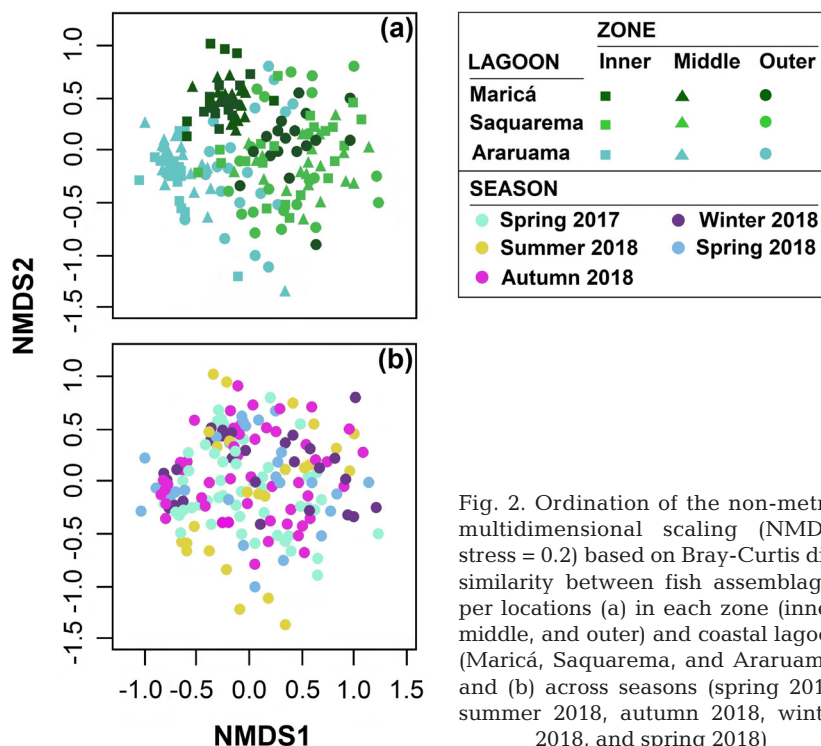 (a)
1.0
0.5
0.0
-0.5
-1.0
-1.5
NMDS2
(b)
1.0
0.5
0.0
-0.5
-1.0
-1.5
-1.0 -0.5 0.0 0.5 1.0 1.5
NMDS1
ZONE
LAGOON Inner Middle Outer
Maricá
Saquarema
Araruama
SEASON
Spring 2017 Winter 2018
Summer 2018 Spring 2018
Autumn 2018
Fig. 2. Ordination of the non-metr
multidimensional scaling (NMD
stress = 0.2) based on Bray-Curtis di
similarity between fish assemblag
per locations (a) in each zone (inne
middle, and outer) and coastal lagoo
(Maricá, Saquarema, and Araruam
and (b) across seasons (spring 201
summer 2018, autumn 2018, wint
2018, and spring 2018)